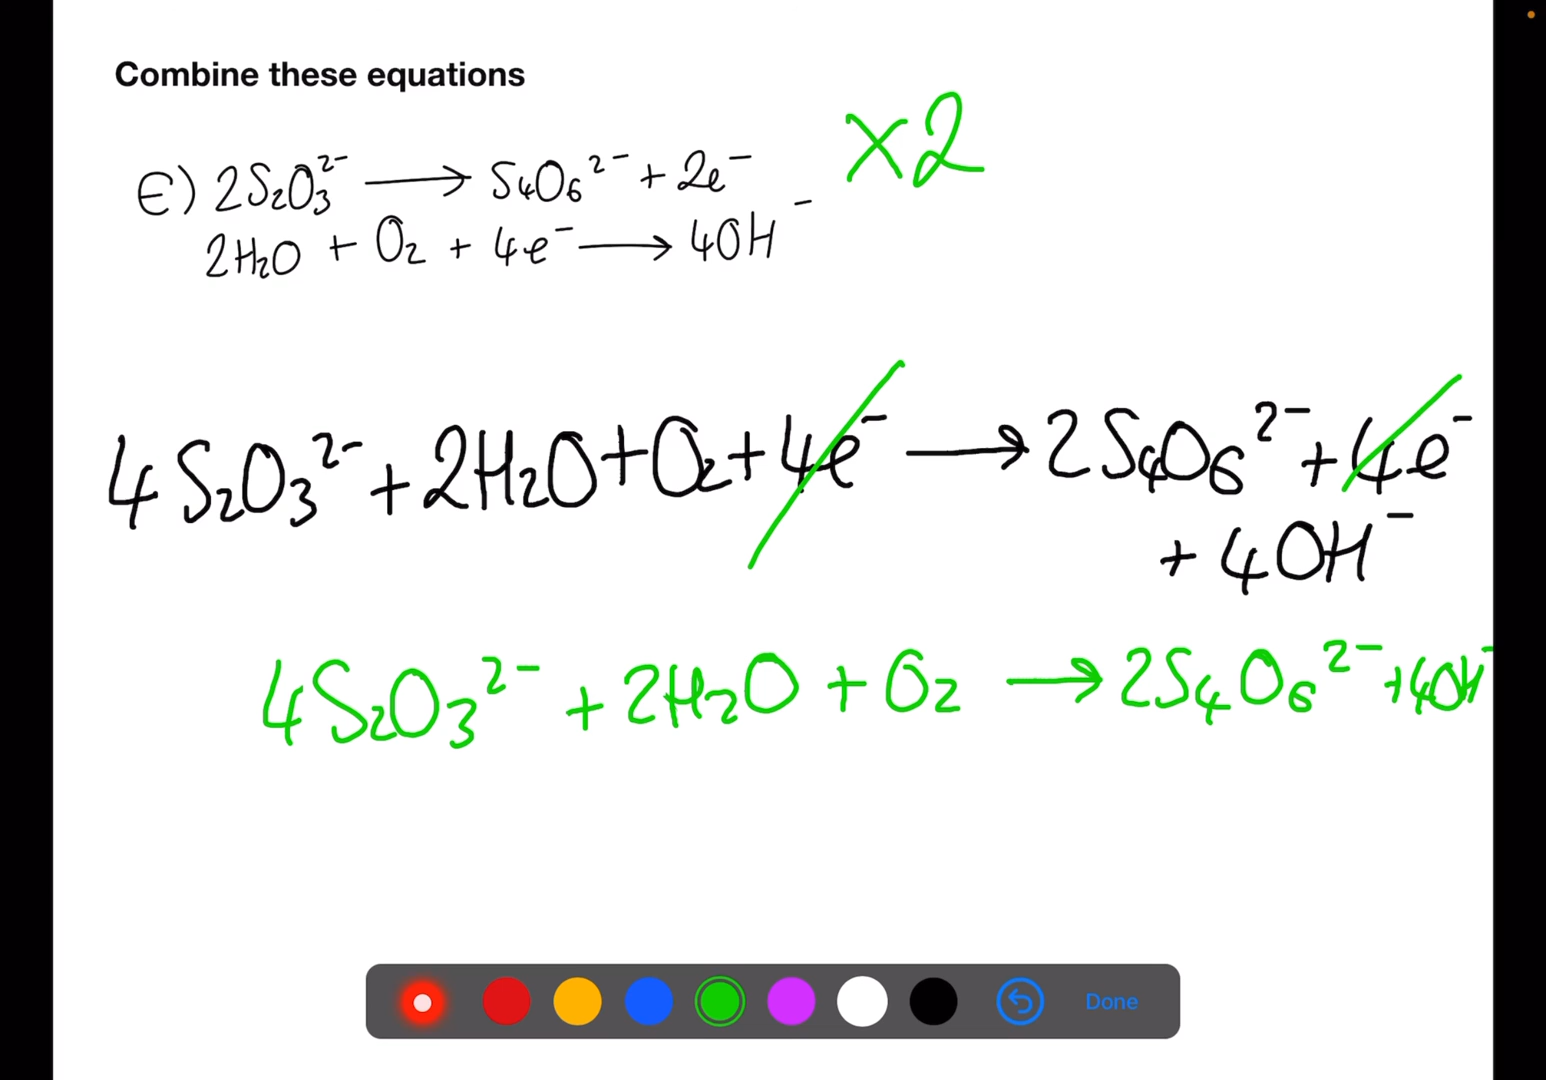 Combine these equations
E) 2S₂O₃²⁻ ⟶ S₄O₆²⁻ + 2e⁻ ×2
2H₂O + O₂ + 4e⁻ ⟶ 4OH⁻
4S₂O₃²⁻ + 2H₂O + O₂ + 4e⁻ ⟶ 2S₄O₆²⁻ + 4e⁻
+ 4OH⁻
4S₂O₃²⁻ + 2H₂O + O₂ ⟶ 2S₄O₆²⁻ + 4OH⁻
Done